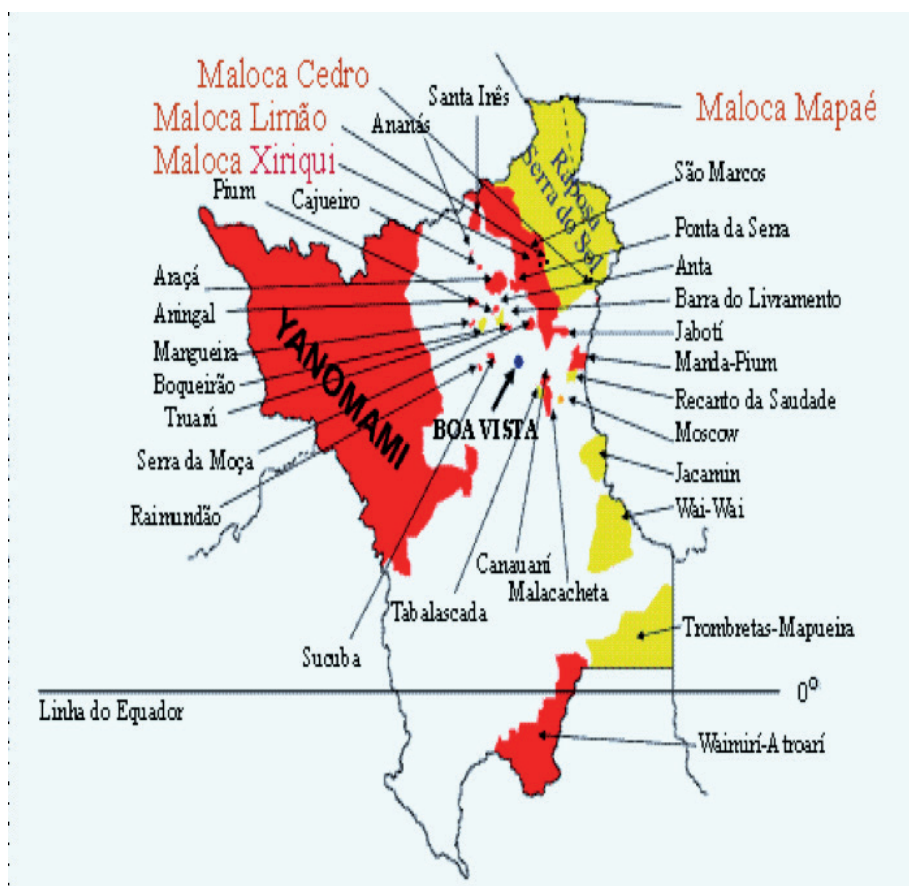 Maloca Cedro
Maloca Limão
Maloca Xiriqui
Santa Inês
Ananás
Maloca Mapaé
Pium
Cajueiro
Raposa
Serra do Sol
São Marcos
Ponta da Serra
Anta
Barra do Livramento
Jabotí
Manda-Pium
Recanto da Saudade
Moscow
Jacamin
Wai-Wai
Araçá
Aningal
Mangueira
Boqueirão
Truarú
Serra da Moça
Raimundão
YANOMAMI
BOA VISTA
Canauaní
Malacacheta
Tabalascada
Sucuba
Trombretas-Mapueira
0º
Linha do Equador
Waimirí-Atroarí